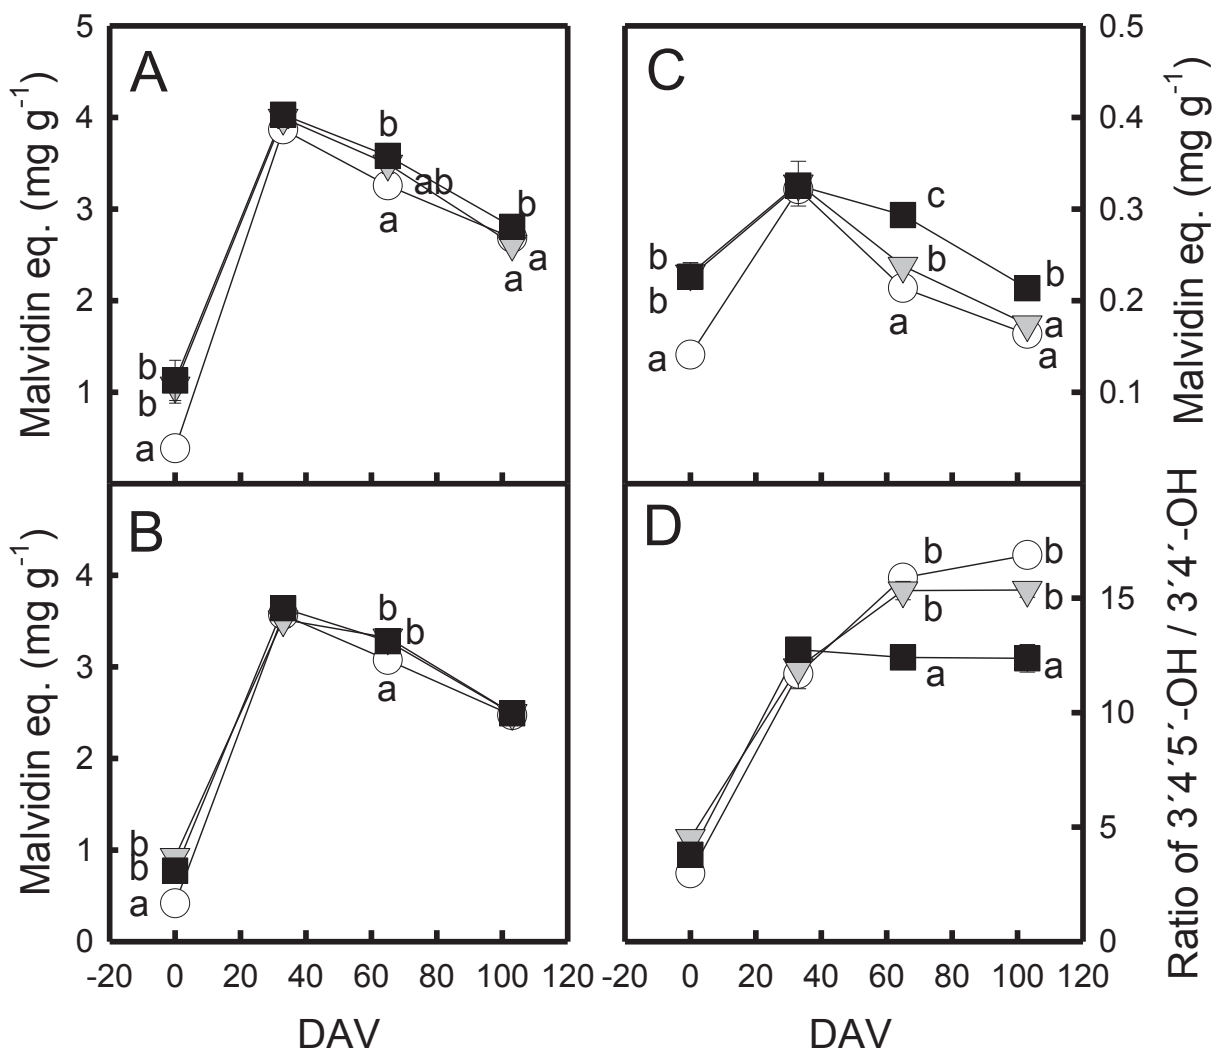 A
5
4
3
2
1
Malvidin eq. (mg g⁻¹)
b
b
a
b
ab
a
b
a
a
C
0.5
0.4
0.3
0.2
0.1
Malvidin eq. (mg g⁻¹)
b
b
a
c
b
a
b
a
a
B
4
3
2
1
0
Malvidin eq. (mg g⁻¹)
b
b
a
b
b
a
-20 0 20 40 60 80 100 120
DAV
D
15
10
5
0
Ratio of 3´4´5´-OH / 3´4´-OH
b
b
a
b
b
a
-20 0 20 40 60 80 100 120
DAV